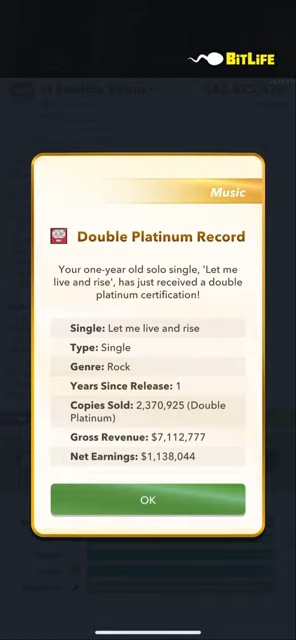 BITLIFE
Music
Double Platinum Record
Your one-year old solo single, 'Let me
live and rise', has just received a double
platinum certification!
Single: Let me live and rise
Type: Single
Genre: Rock
Years Since Release: 1
Copies Sold: 2,370,925 (Double
Platinum)
Gross Revenue: $7,112,777
Net Earnings: $1,138,044
OK